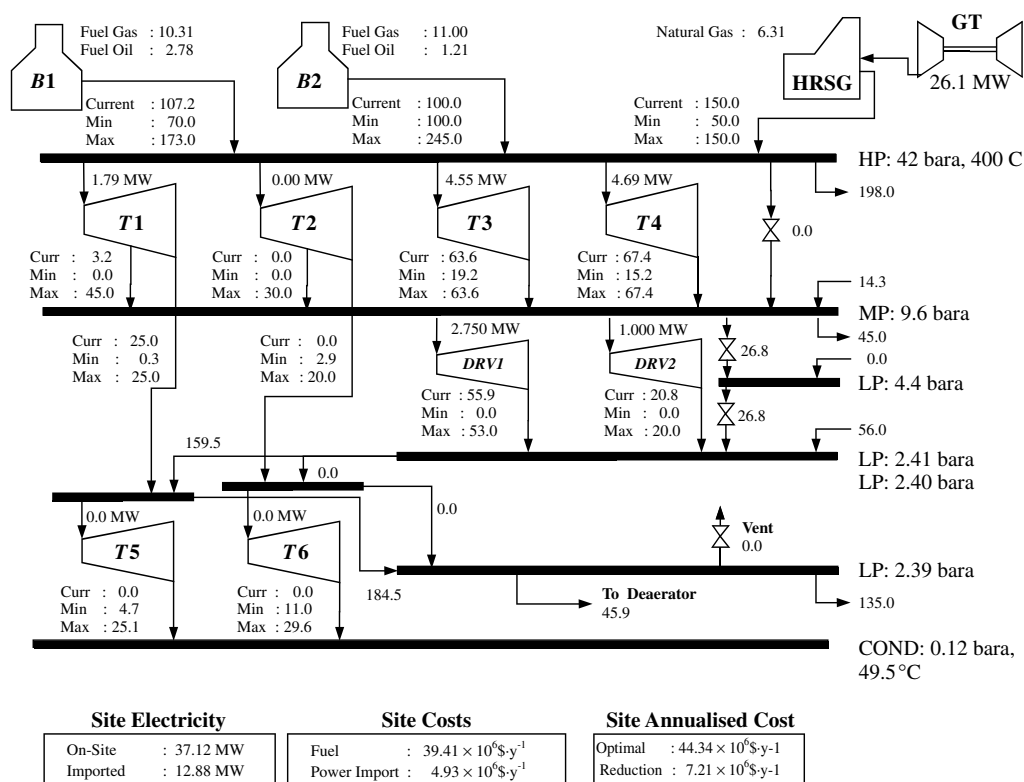 Fuel Gas : 10.31
Fuel Oil : 2.78
B1
Current : 107.2
Min : 70.0
Max : 173.0
Fuel Gas : 11.00
Fuel Oil : 1.21
B2
Current : 100.0
Min : 100.0
Max : 245.0
Natural Gas : 6.31
HRSG
GT
26.1 MW
Current : 150.0
Min : 50.0
Max : 150.0
HP: 42 bara, 400 C
198.0
1.79 MW
T1
Curr : 3.2
Min : 0.0
Max : 45.0
0.00 MW
T2
Curr : 0.0
Min : 0.0
Max : 30.0
4.55 MW
T3
Curr : 63.6
Min : 19.2
Max : 63.6
4.69 MW
T4
Curr : 67.4
Min : 15.2
Max : 67.4
0.0
14.3
MP: 9.6 bara
45.0
Curr : 25.0
Min : 0.3
Max : 25.0
Curr : 0.0
Min : 2.9
Max : 20.0
2.750 MW
DRV1
Curr : 55.9
Min : 0.0
Max : 53.0
1.000 MW
DRV2
Curr : 20.8
Min : 0.0
Max : 20.0
26.8
0.0
LP: 4.4 bara
26.8
56.0
159.5
LP: 2.41 bara
LP: 2.40 bara
0.0
0.0
0.0 MW
T5
Curr : 0.0
Min : 4.7
Max : 25.1
0.0 MW
T6
Curr : 0.0
Min : 11.0
Max : 29.6
184.5
Vent
0.0
LP: 2.39 bara
To Deaerator
45.9
135.0
COND: 0.12 bara,
49.5°C
Site Electricity
On-Site : 37.12 MW
Imported : 12.88 MW
Site Costs
Fuel : 39.41 × 10⁶$·y⁻¹
Power Import : 4.93 × 10⁶$·y⁻¹
Site Annualised Cost
Optimal : 44.34 × 10⁶$·y-1
Reduction : 7.21 × 10⁶$·y-1